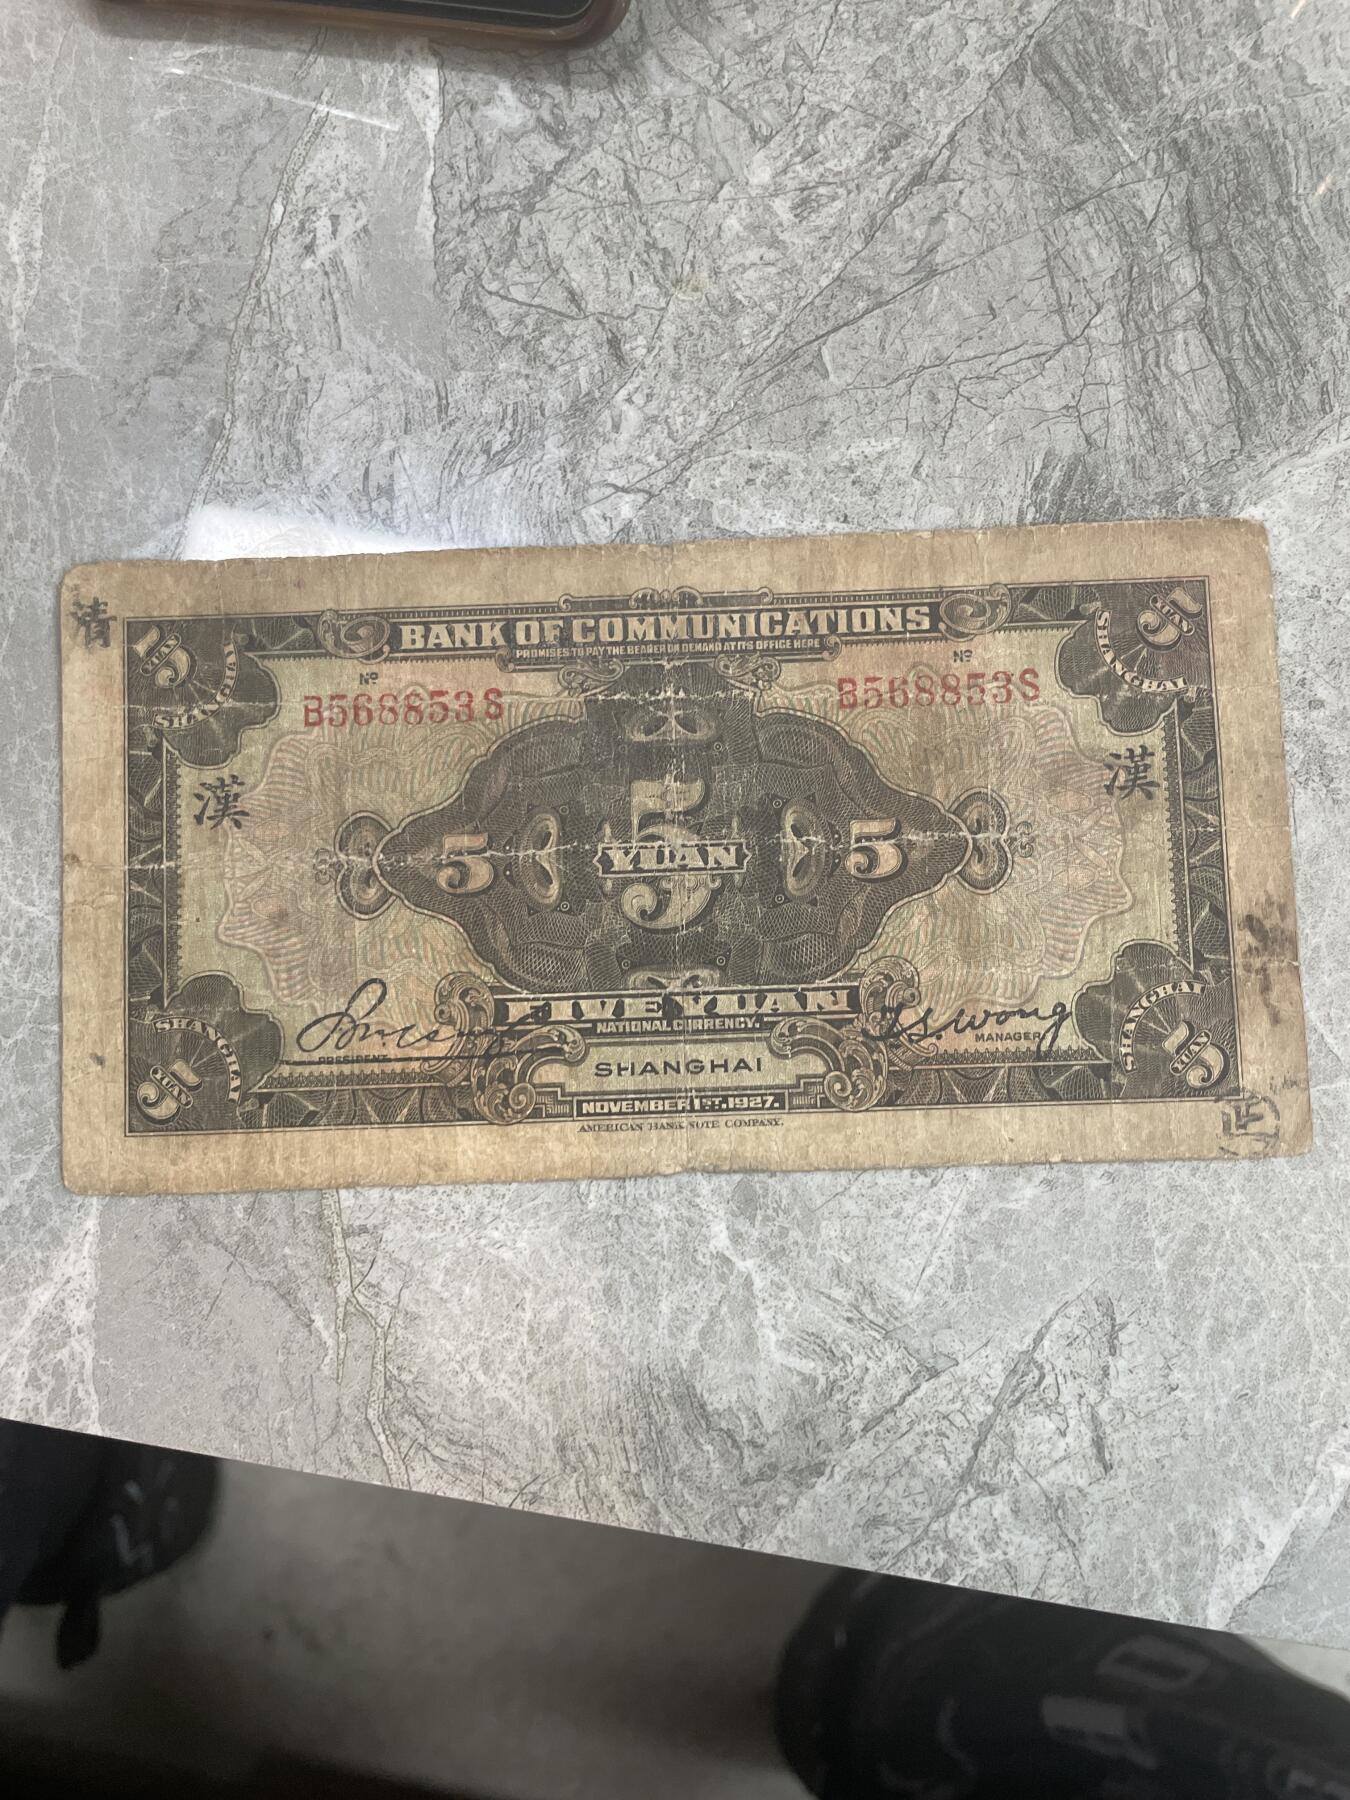 清
BANK OF COMMUNICATIONS
PROMISES TO PAY THE BEARER ON DEMAND AT ITS OFFICE HERE
5 YUAN SHANGHAI
5 YUAN SHANGHAI
Nº
B568853S
Nº
B568853S
漢
漢
5
5 YUAN 5
5
FIVE YUAN
NATIONAL CURRENCY.
PRESIDENT
T.S. Wong
MANAGER
SHANGHAI
SHANGHAI 5 YUAN
SHANGHAI 5 YUAN
NOVEMBER 1ST. 1927.
AMERICAN BANK NOTE COMPANY.